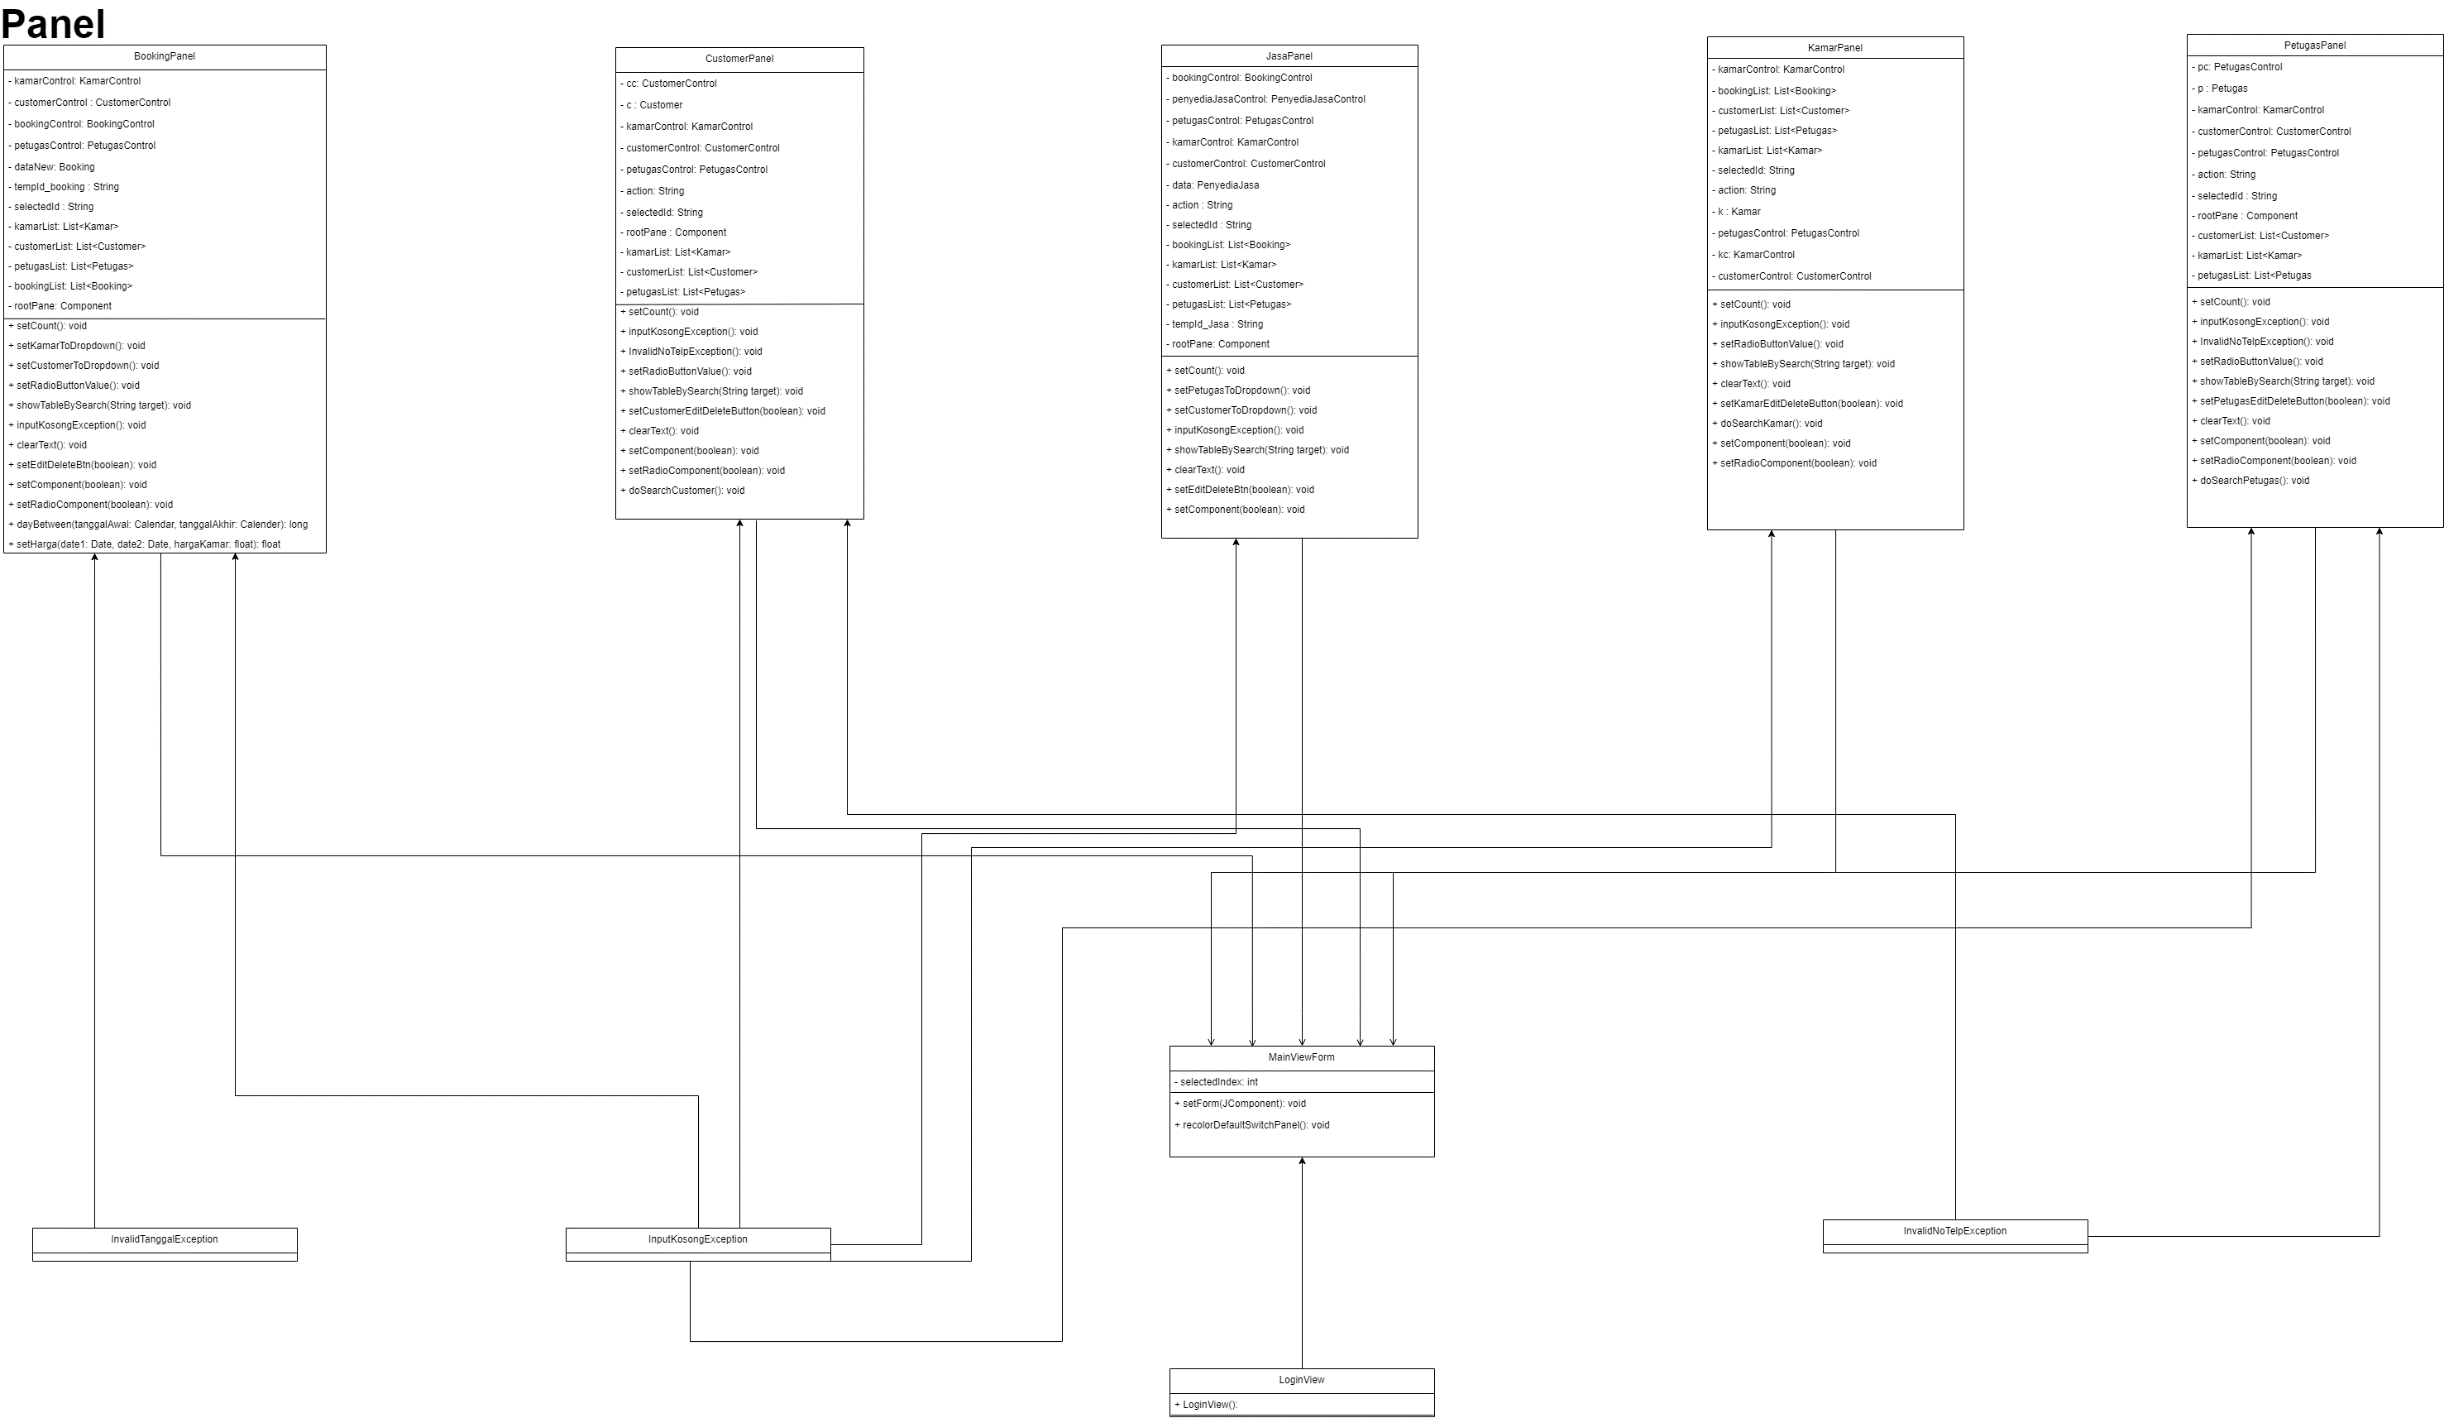 Panel
BookingPanel
- kamarControl: KamarControl
- customerControl : CustomerControl
- bookingControl: BookingControl
- petugasControl: PetugasControl
- dataNew: Booking
- tempId_booking : String
- selectedId : String
- kamarList: List<Kamar>
- customerList: List<Customer>
- petugasList: List<Petugas>
- bookingList: List<Booking>
- rootPane: Component
+ setCount(): void
+ setKamarToDropdown(): void
+ setCustomerToDropdown(): void
+ setRadioButtonValue(): void
+ showTableBySearch(String target): void
+ inputKosongException(): void
+ clearText(): void
+ setEditDeleteBtn(boolean): void
+ setComponent(boolean): void
+ setRadioComponent(boolean): void
+ dayBetween(tanggalAwal: Calendar, tanggalAkhir: Calender): long
+ setHarga(date1: Date, date2: Date, hargaKamar: float): float
CustomerPanel
- cc: CustomerControl
- c : Customer
- kamarControl: KamarControl
- customerControl: CustomerControl
- petugasControl: PetugasControl
- action: String
- selectedId: String
- rootPane : Component
- kamarList: List<Kamar>
- customerList: List<Customer>
- petugasList: List<Petugas>
+ setCount(): void
+ inputKosongException(): void
+ InvalidNoTelpException(): void
+ setRadioButtonValue(): void
+ showTableBySearch(String target): void
+ setCustomerEditDeleteButton(boolean): void
+ clearText(): void
+ setComponent(boolean): void
+ setRadioComponent(boolean): void
+ doSearchCustomer(): void
JasaPanel
- bookingControl: BookingControl
- penyediaJasaControl: PenyediaJasaControl
- petugasControl: PetugasControl
- kamarControl: KamarControl
- customerControl: CustomerControl
- data: PenyediaJasa
- action : String
- selectedId : String
- bookingList: List<Booking>
- kamarList: List<Kamar>
- customerList: List<Customer>
- petugasList: List<Petugas>
- tempId_Jasa : String
- rootPane: Component
+ setCount(): void
+ setPetugasToDropdown(): void
+ setCustomerToDropdown(): void
+ inputKosongException(): void
+ showTableBySearch(String target): void
+ clearText(): void
+ setEditDeleteBtn(boolean): void
+ setComponent(boolean): void
KamarPanel
- kamarControl: KamarControl
- bookingList: List<Booking>
- customerList: List<Customer>
- petugasList: List<Petugas>
- kamarList: List<Kamar>
- selectedId: String
- action: String
- k : Kamar
- petugasControl: PetugasControl
- kc: KamarControl
- customerControl: CustomerControl
+ setCount(): void
+ inputKosongException(): void
+ setRadioButtonValue(): void
+ showTableBySearch(String target): void
+ clearText(): void
+ setKamarEditDeleteButton(boolean): void
+ doSearchKamar(): void
+ setComponent(boolean): void
+ setRadioComponent(boolean): void
PetugasPanel
- pc: PetugasControl
- p : Petugas
- kamarControl: KamarControl
- customerControl: CustomerControl
- petugasControl: PetugasControl
- action: String
- selectedId : String
- rootPane : Component
- customerList: List<Customer>
- kamarList: List<Kamar>
- petugasList: List<Petugas
+ setCount(): void
+ inputKosongException(): void
+ InvalidNoTelpException(): void
+ setRadioButtonValue(): void
+ showTableBySearch(String target): void
+ setPetugasEditDeleteButton(boolean): void
+ clearText(): void
+ setComponent(boolean): void
+ setRadioComponent(boolean): void
+ doSearchPetugas(): void
MainViewForm
- selectedIndex: int
+ setForm(JComponent): void
+ recolorDefaultSwitchPanel(): void
InvalidTanggalException
InputKosongException
InvalidNoTelpException
LoginView
+ LoginView():